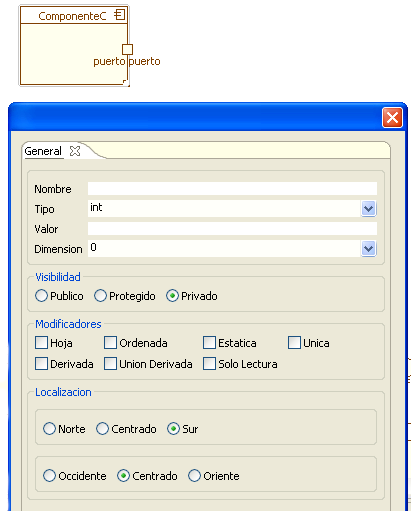 ComponenteC
puerto puerto
General
Nombre
Tipo int
Valor
Dimension 0
Visibilidad
Publico Protegido Privado
Modificadores
Hoja Ordenada Estatica Unica
Derivada Union Derivada Solo Lectura
Localizacion
Norte Centrado Sur
Occidente Centrado Oriente